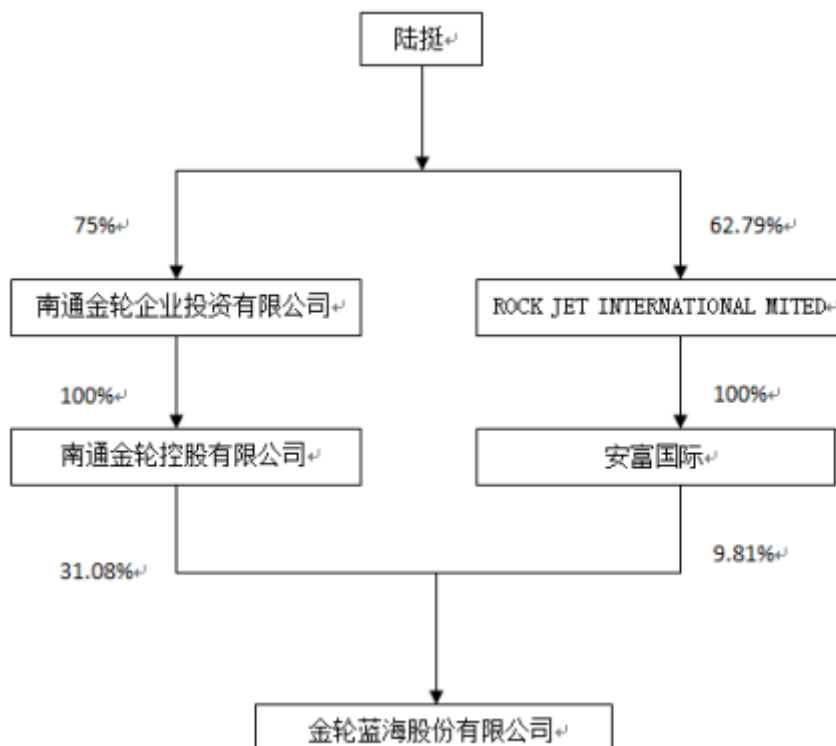 陆挺↵
75%↵
62.79%↵
南通金轮企业投资有限公司↵
ROCK JET INTERNATIONAL MITED↵
100%↵
100%↵
南通金轮控股有限公司↵
安富国际↵
31.08%↵
9.81%↵
金轮蓝海股份有限公司↵